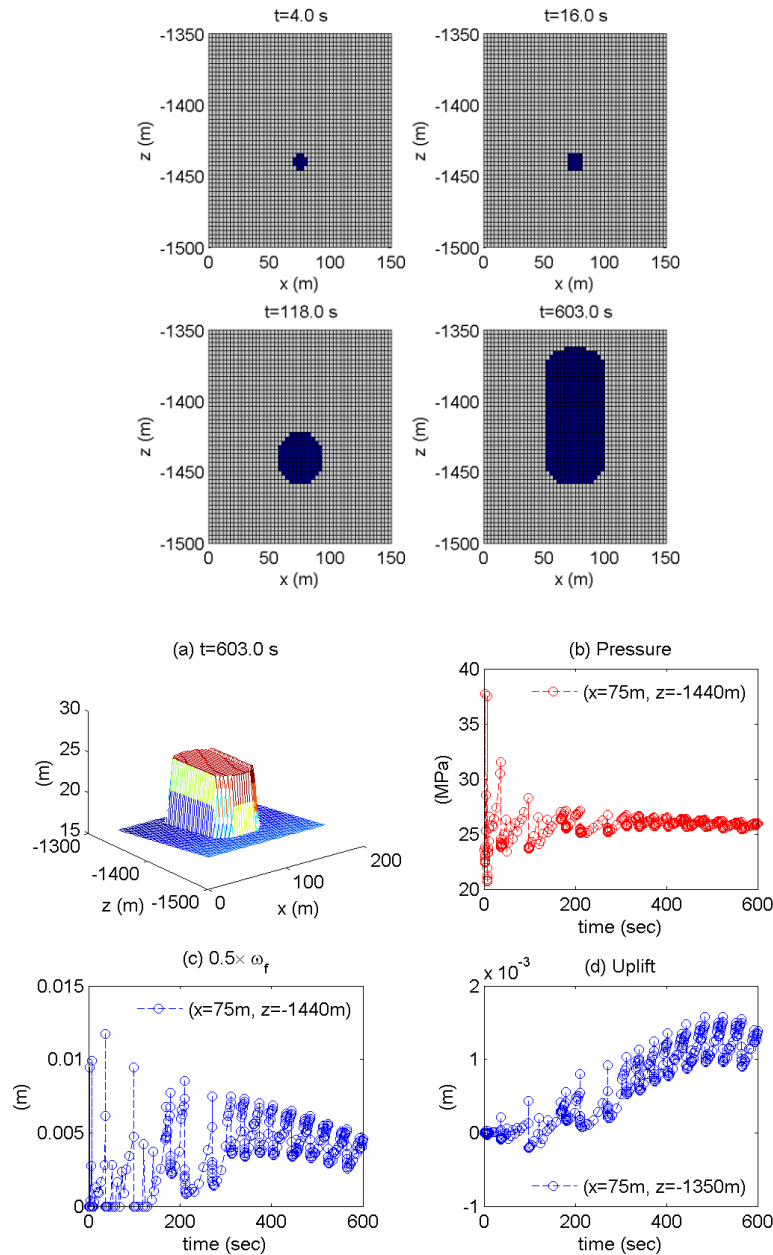 t=4.0 s
-1350
-1400
-1450
-1500
z (m)
0 50 100 150
x (m)
t=16.0 s
-1350
-1400
-1450
-1500
z (m)
0 50 100 150
x (m)
t=118.0 s
-1350
-1400
-1450
-1500
z (m)
0 50 100 150
x (m)
t=603.0 s
-1350
-1400
-1450
-1500
z (m)
0 50 100 150
x (m)
(a) t=603.0 s
30
25
20
15
(m)
-1300
-1400
-1500
z (m)
0
100
200
x (m)
(b) Pressure
40
35
30
25
20
(MPa)
(x=75m, z=-1440m)
0 200 400 600
time (sec)
(c) 0.5× ω_f
0.015
0.01
0.005
0
(m)
(x=75m, z=-1440m)
0 200 400 600
time (sec)
(d) Uplift
x 10⁻³
2
1
0
-1
(m)
(x=75m, z=-1350m)
0 200 400 600
time (sec)